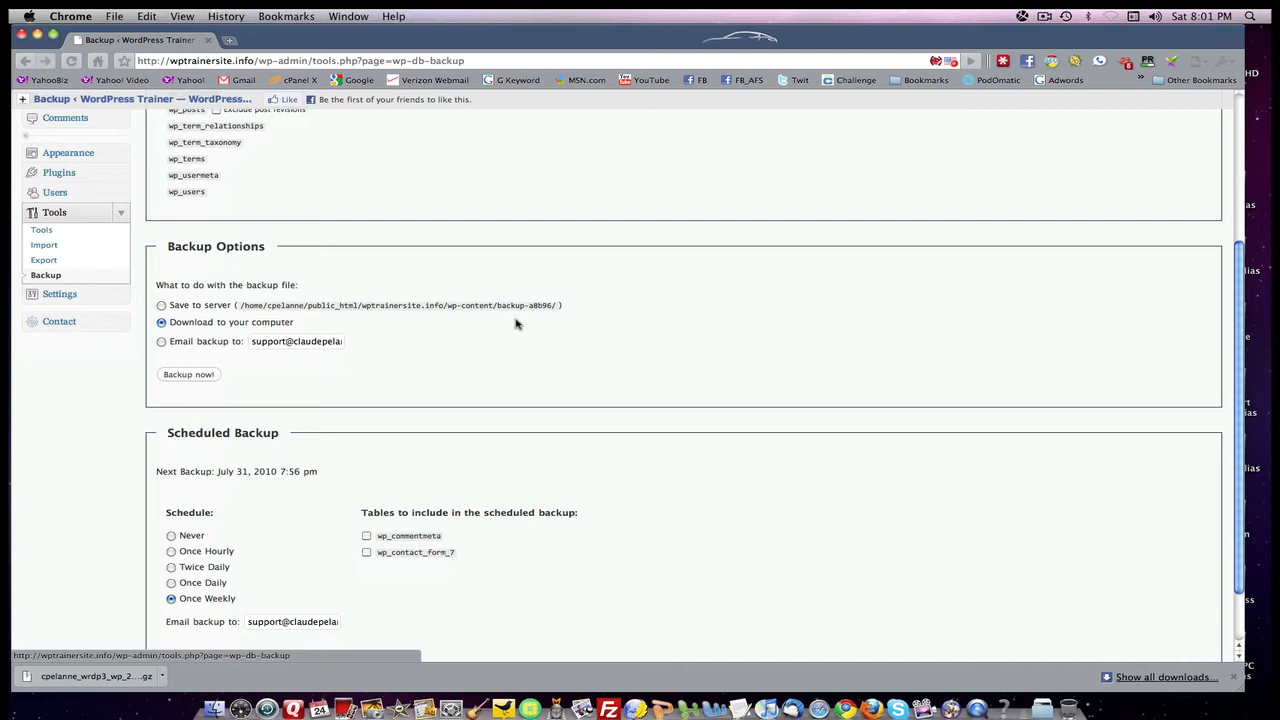 Chrome File Edit View History Bookmarks Window Help Sat 8:01 PM
Backup ‹ WordPress Trainer
http://wptrainersite.info/wp-admin/tools.php?page=wp-db-backup
YahooBiz Yahoo! Video Yahoo! Gmail cPanel X Google Verizon Webmail G Keyword MSN.com YouTube FB FB_AFS Twit Challenge Bookmarks PodOmatic Adwords » Other Bookmarks
Backup ‹ WordPress Trainer — WordPress... Like Be the first of your friends to like this.
wp_posts Exclude post revisions
Comments
wp_term_relationships
wp_term_taxonomy
Appearance
wp_terms
Plugins
wp_usermeta
Users
wp_users
Tools
Tools
Import
Export
Backup
Settings
Contact
Backup Options
What to do with the backup file:
Save to server ( /home/cpelanne/public_html/wptrainersite.info/wp-content/backup-a8b96/ )
Download to your computer
Email backup to: support@claudepela
Backup now!
Scheduled Backup
Next Backup: July 31, 2010 7:56 pm
Schedule: Tables to include in the scheduled backup:
Never wp_commentmeta
Once Hourly wp_contact_form_7
Twice Daily
Once Daily
Once Weekly
Email backup to: support@claudepela
http://wptrainersite.info/wp-admin/tools.php?page=wp-db-backup
cpelanne_wrdp3_wp_2....gz Show all downloads...